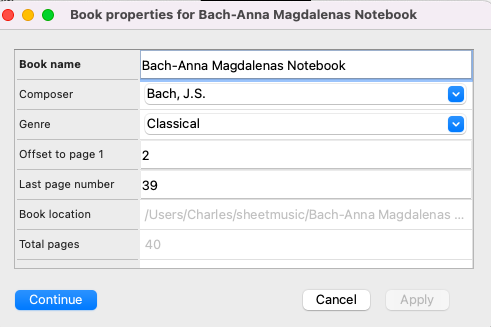 Book properties for Bach-Anna Magdalenas Notebook
Book name Bach-Anna Magdalenas Notebook
Composer Bach, J.S.
Genre Classical
Offset to page 1 2
Last page number 39
Book location /Users/Charles/sheetmusic/Bach-Anna Magdalenas ...
Total pages 40
Continue Cancel Apply